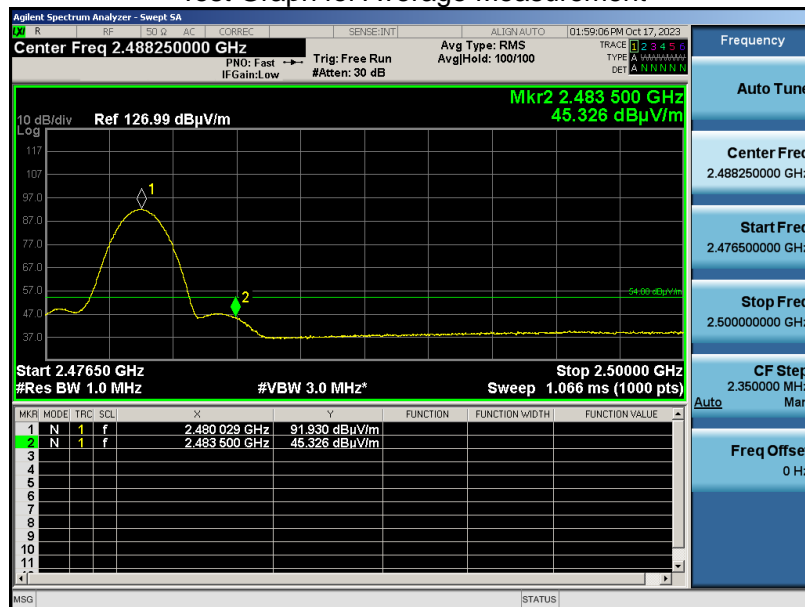 Test Graph for Average Measurement
Agilent Spectrum Analyzer - Swept SA
LXI R RF 50 Ω AC CORREC SENSE:INT ALIGN AUTO 01:59:06 PM Oct 17, 2023
Center Freq 2.488250000 GHz
PNO: Fast
IFGain:Low
Trig: Free Run
#Atten: 30 dB
Avg Type: RMS
Avg|Hold: 100/100
TRACE 1 2 3 4 5 6
TYPE A WWWWW
DET A N N N N N
Mkr2 2.483 500 GHz
45.326 dBµV/m
10 dB/div Ref 126.99 dBµV/m
Log
117
107
97.0
87.0
77.0
67.0
57.0
47.0
37.0
1
2
54.00 dBµV/m
Start 2.47650 GHz Stop 2.50000 GHz
#Res BW 1.0 MHz #VBW 3.0 MHz* Sweep 1.066 ms (1000 pts)
MKR MODE TRC SCL X Y FUNCTION FUNCTION WIDTH FUNCTION VALUE
1 N 1 f 2.480 029 GHz 91.930 dBµV/m
2 N 1 f 2.483 500 GHz 45.326 dBµV/m
3
4
5
6
7
8
9
10
11
MSG STATUS
Frequency
Auto Tune
Center Freq
2.488250000 GHz
Start Freq
2.476500000 GHz
Stop Freq
2.500000000 GHz
CF Step
2.350000 MHz
Auto Man
Freq Offset
0 Hz